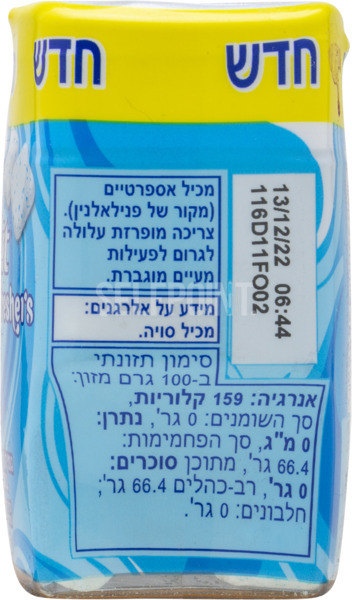 חדש
חדש
מכיל אספרטיים
(מקור של פנילאלנין).
צריכה מופרזת עלולה
לגרום לפעילות
מעיים מוגברת.
מידע על אלרגנים:
מכיל סויה.
סימון תזונתי
ב-100 גרם מזון:
אנרגיה: 159 קלוריות,
סך השומנים: 0 גר', נתרן:
0 מ"ג, סך הפחמימות:
66.4 גר', מתוכן סוכרים:
0 גר', רב-כהלים 66.4 גר',
חלבונים: 0 גר'.
13/12/22 06:44
116D11FO02